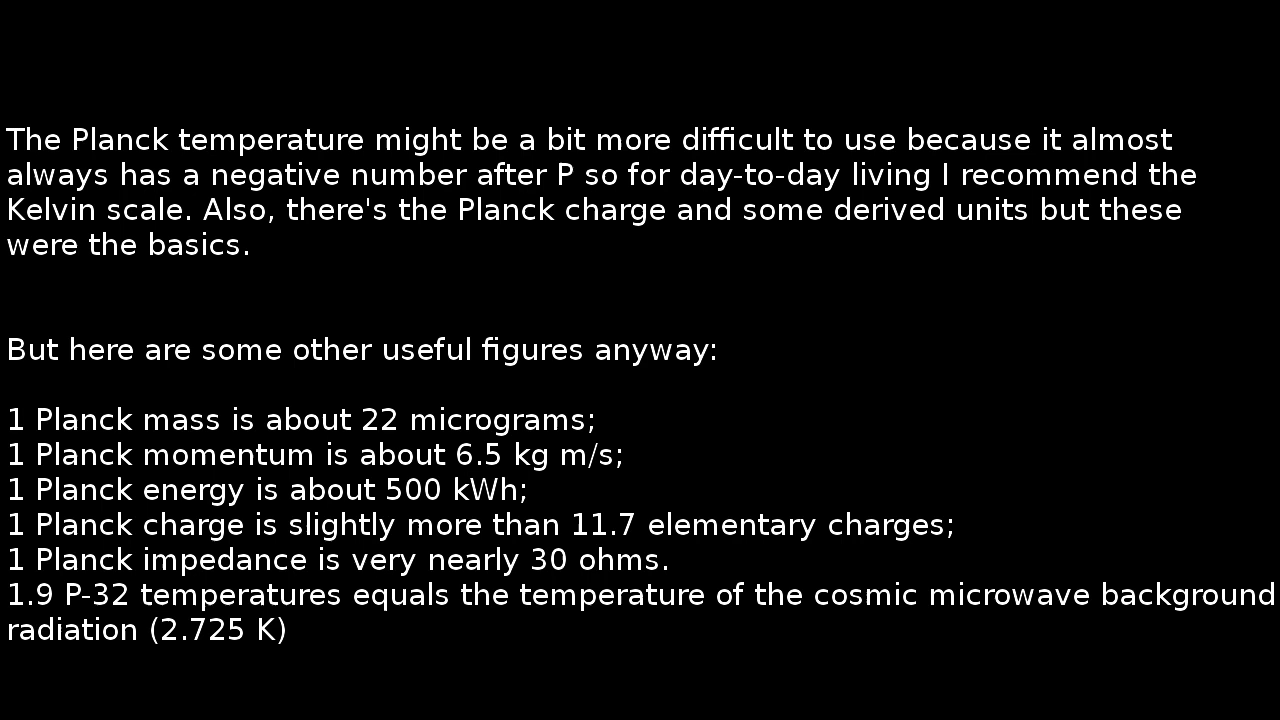 The Planck temperature might be a bit more difficult to use because it almost
always has a negative number after P so for day-to-day living I recommend the
Kelvin scale. Also, there's the Planck charge and some derived units but these
were the basics.
But here are some other useful figures anyway:
1 Planck mass is about 22 micrograms;
1 Planck momentum is about 6.5 kg m/s;
1 Planck energy is about 500 kWh;
1 Planck charge is slightly more than 11.7 elementary charges;
1 Planck impedance is very nearly 30 ohms.
1.9 P-32 temperatures equals the temperature of the cosmic microwave background
radiation (2.725 K)